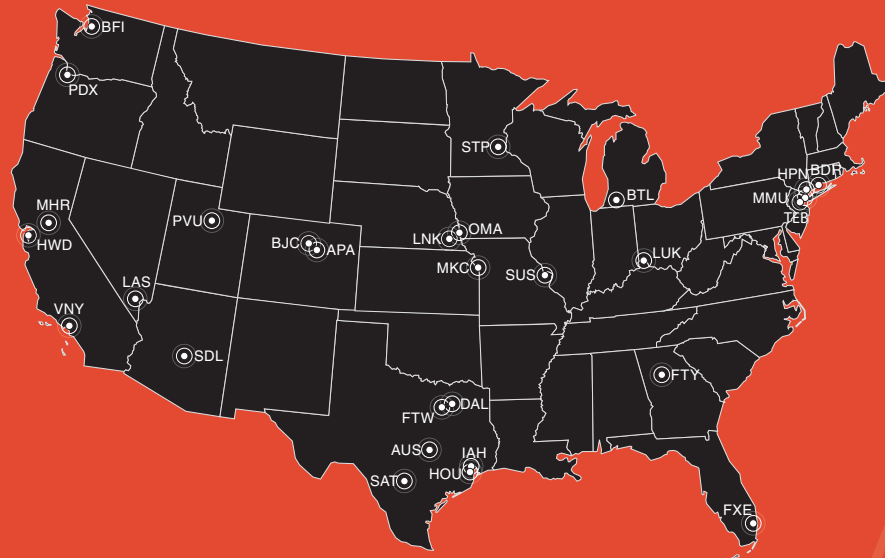 BFI
PDX
STP
HPN
BDR
BTL
MMU
TEB
MHR
PVU
HWD
OMA
LNK
BJC
APA
LUK
MKC
SUS
LAS
VNY
SDL
FTY
DAL
FTW
AUS
IAH
HOU
SAT
FXE